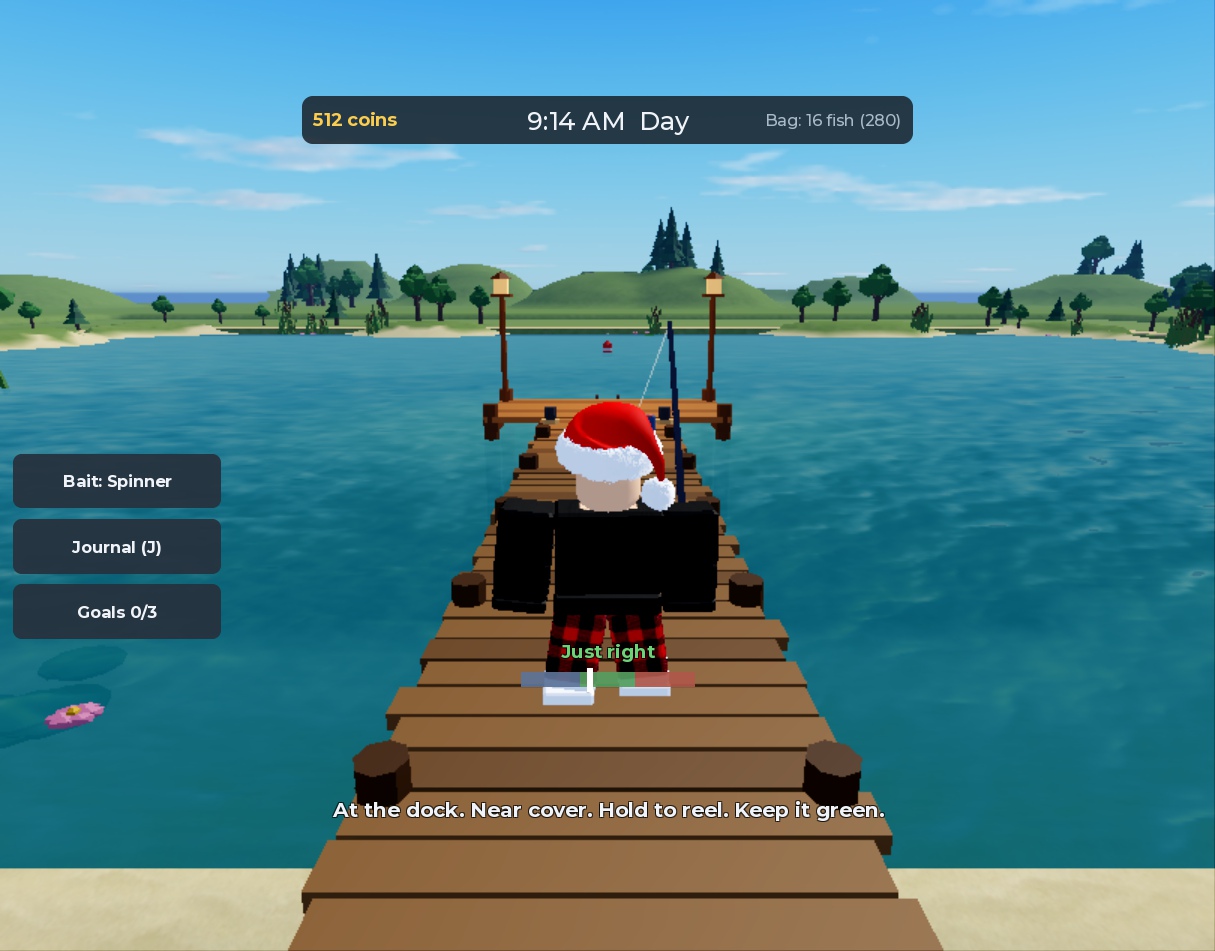 512 coins
9:14 AM Day
Bag: 16 fish (280)
Bait: Spinner
Journal (J)
Goals 0/3
Just right
At the dock. Near cover. Hold to reel. Keep it green.